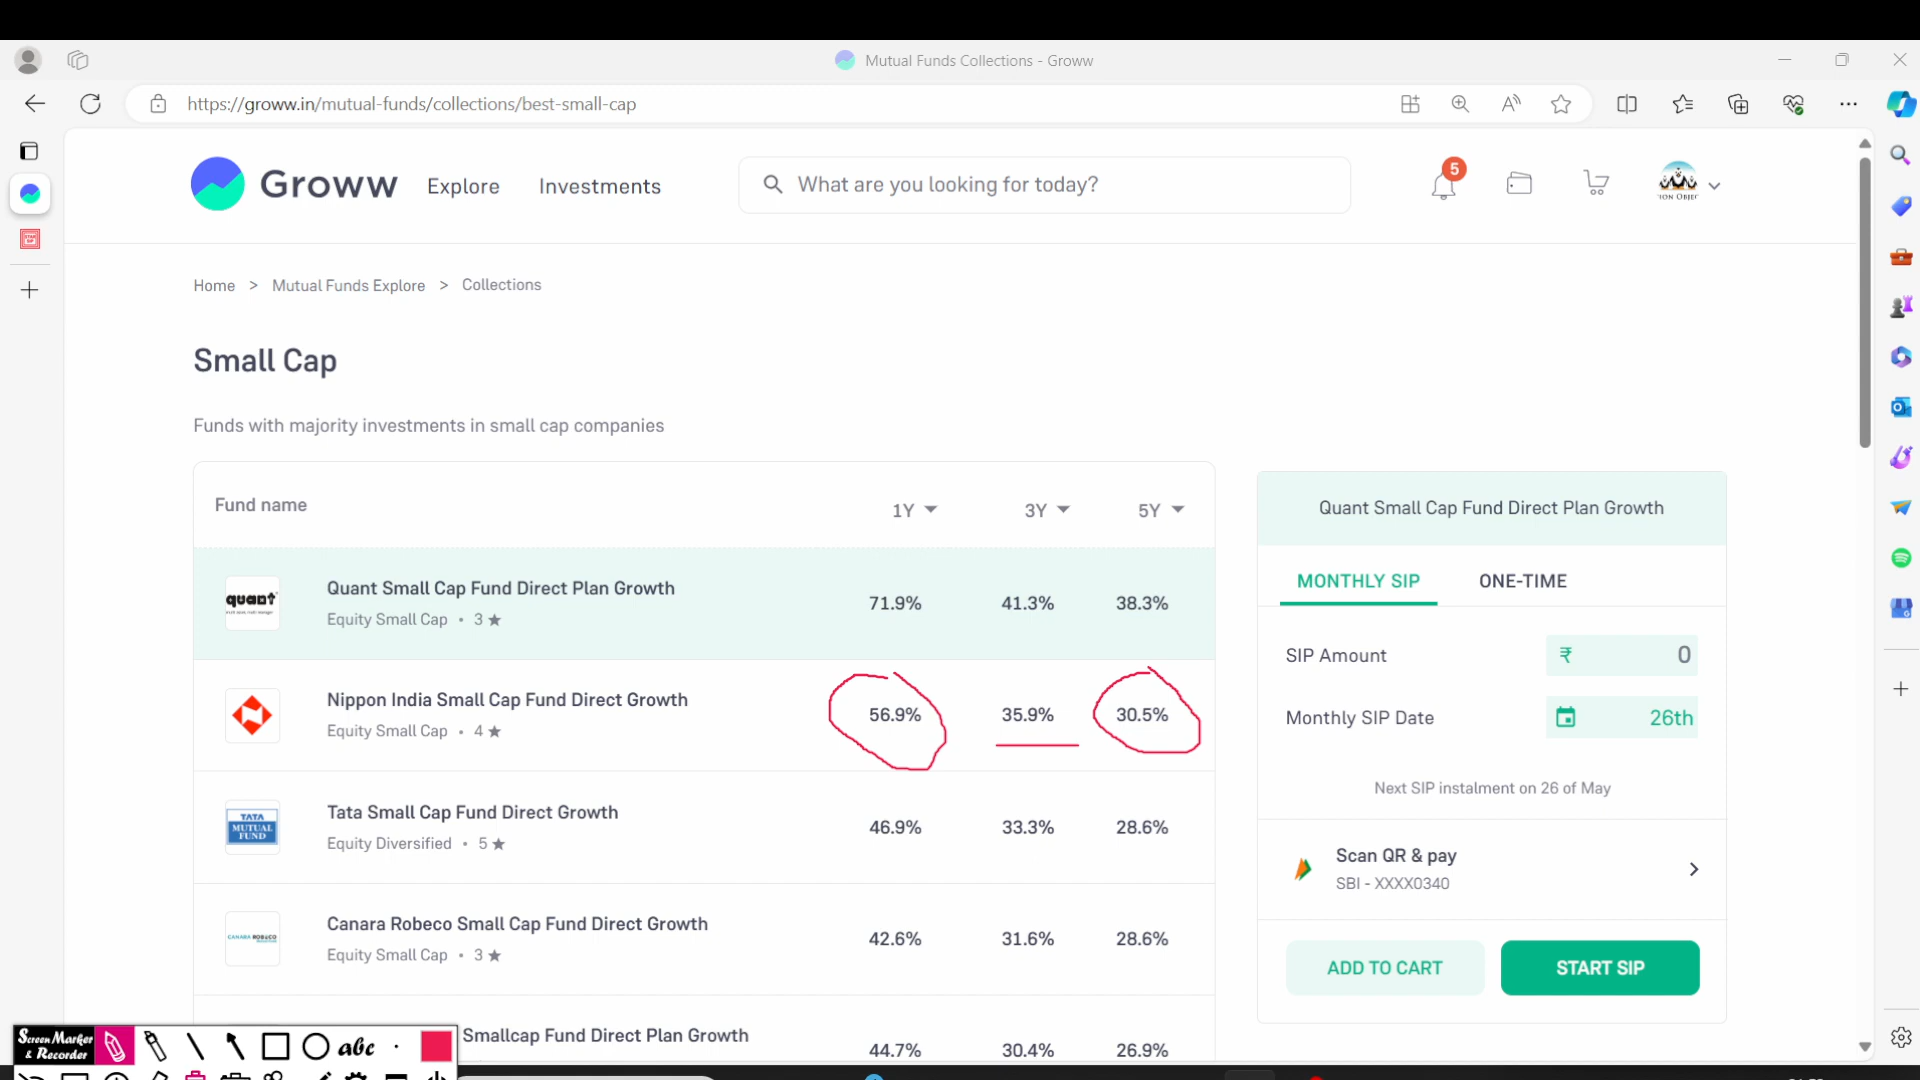 Mutual Funds Collections - Groww
https://groww.in/mutual-funds/collections/best-small-cap
Groww Explore Investments What are you looking for today? 5
Home > Mutual Funds Explore > Collections
Small Cap
Funds with majority investments in small cap companies
Fund name 1Y 3Y 5Y
quant
Quant Small Cap Fund Direct Plan Growth
Equity Small Cap • 3 ★
71.9% 41.3% 38.3%
Nippon India Small Cap Fund Direct Growth
Equity Small Cap • 4 ★
56.9% 35.9% 30.5%
TATA
MUTUAL
FUND
Tata Small Cap Fund Direct Growth
Equity Diversified • 5 ★
46.9% 33.3% 28.6%
CANARA ROBECO
Canara Robeco Small Cap Fund Direct Growth
Equity Small Cap • 3 ★
42.6% 31.6% 28.6%
Smallcap Fund Direct Plan Growth
44.7% 30.4% 26.9%
Quant Small Cap Fund Direct Plan Growth
MONTHLY SIP ONE-TIME
SIP Amount ₹ 0
Monthly SIP Date 26th
Next SIP instalment on 26 of May
Scan QR & pay
SBI - XXXX0340
ADD TO CART START SIP
Screen Marker
& Recorder
abc